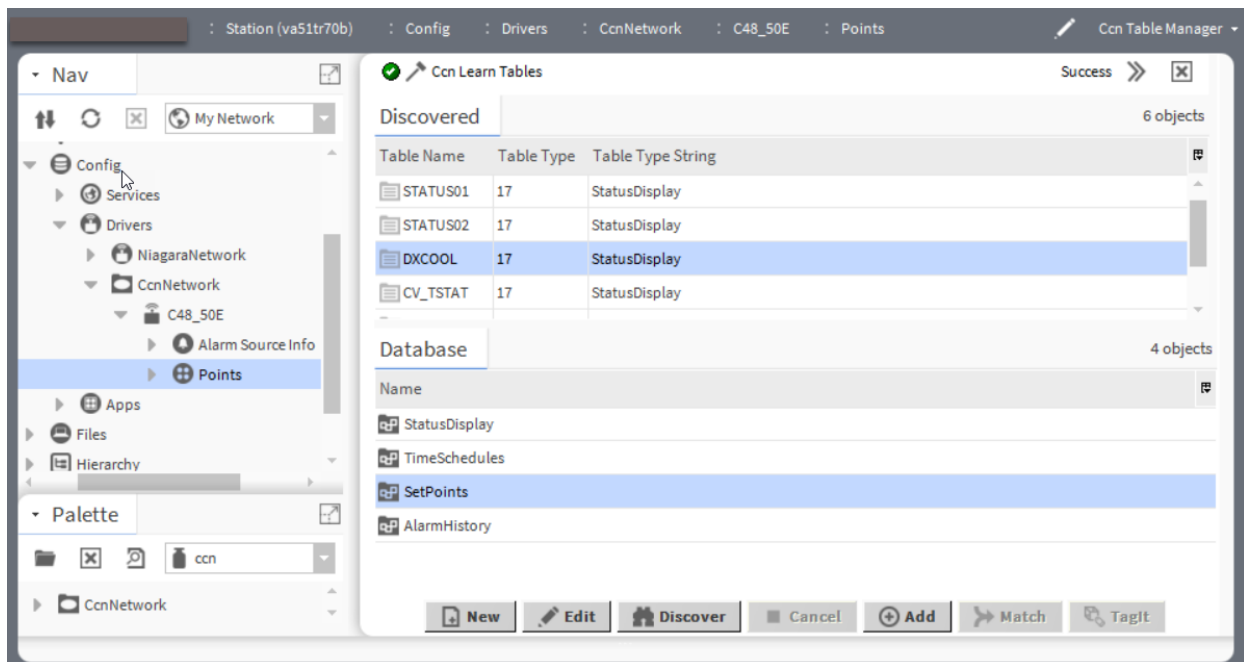 : Station (va51tr70b) : Config : Drivers : CcnNetwork : C48_50E : Points Ccn Table Manager
Nav
My Network
Config
Services
Drivers
NiagaraNetwork
CcnNetwork
C48_50E
Alarm Source Info
Points
Apps
Files
Hierarchy
Palette
ccn
CcnNetwork
Ccn Learn Tables Success
Discovered 6 objects
Table Name Table Type Table Type String
STATUS01 17 StatusDisplay
STATUS02 17 StatusDisplay
DXCOOL 17 StatusDisplay
CV_TSTAT 17 StatusDisplay
Database 4 objects
Name
StatusDisplay
TimeSchedules
SetPoints
AlarmHistory
New Edit Discover Cancel Add Match TagIt